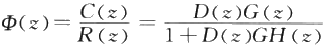 Φ(z) = C(z)/R(z) = D(z)G(z)/(1+D(z)GH(z))